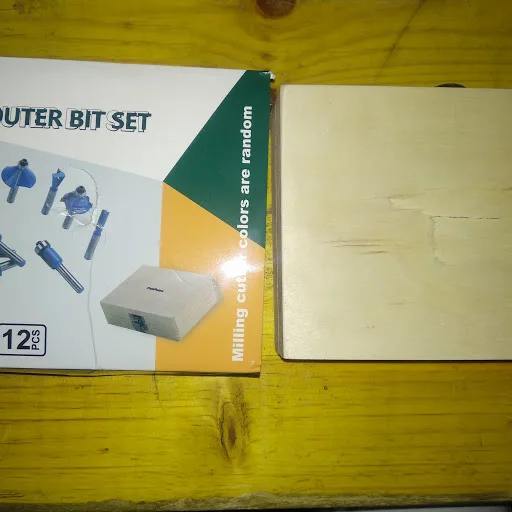 OUTER BIT SET
12
PCS
Milling cutter colors are random